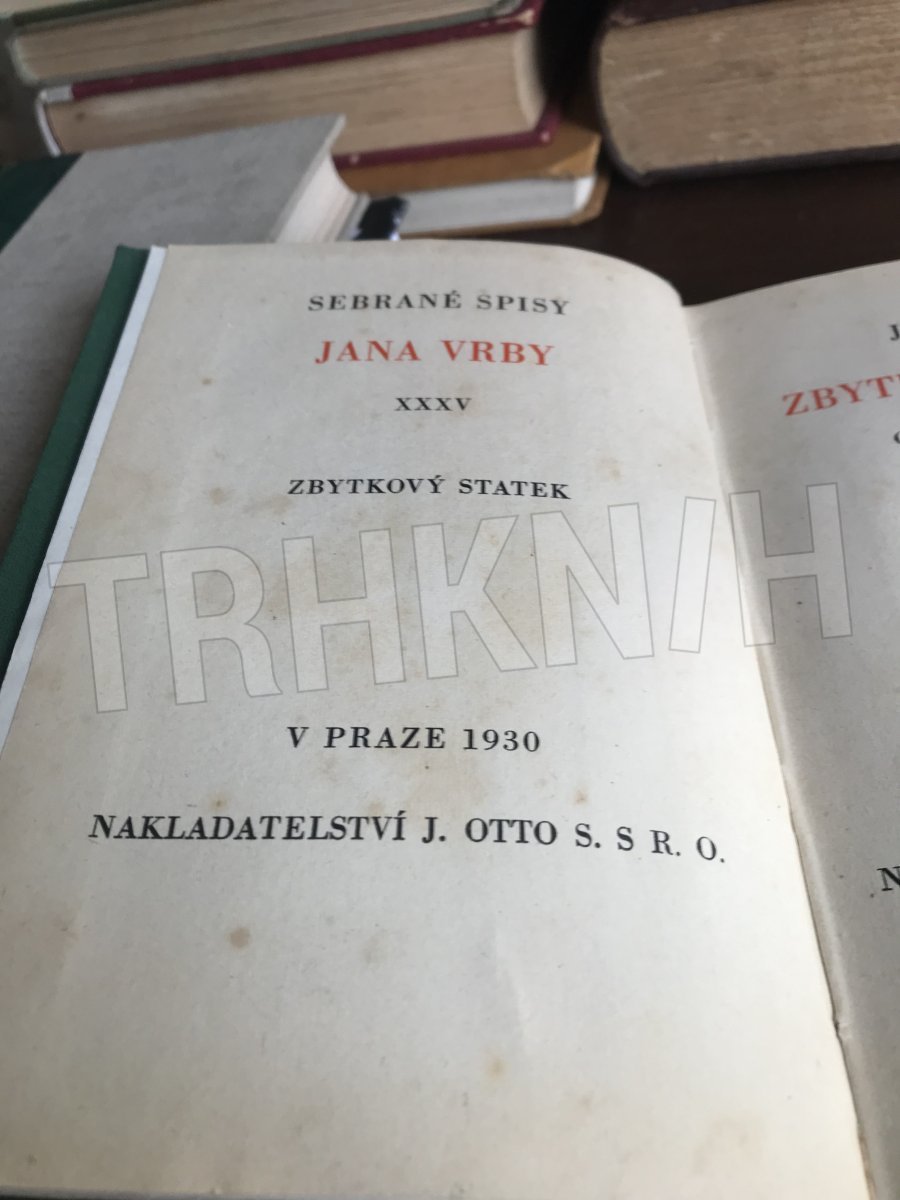 SEBRANÉ SPISY
JANA VRBY
XXXV
ZBYTKOVÝ STATEK
V PRAZE 1930
NAKLADATELSTVÍ J. OTTO S. S R. O.
TRHKNIH